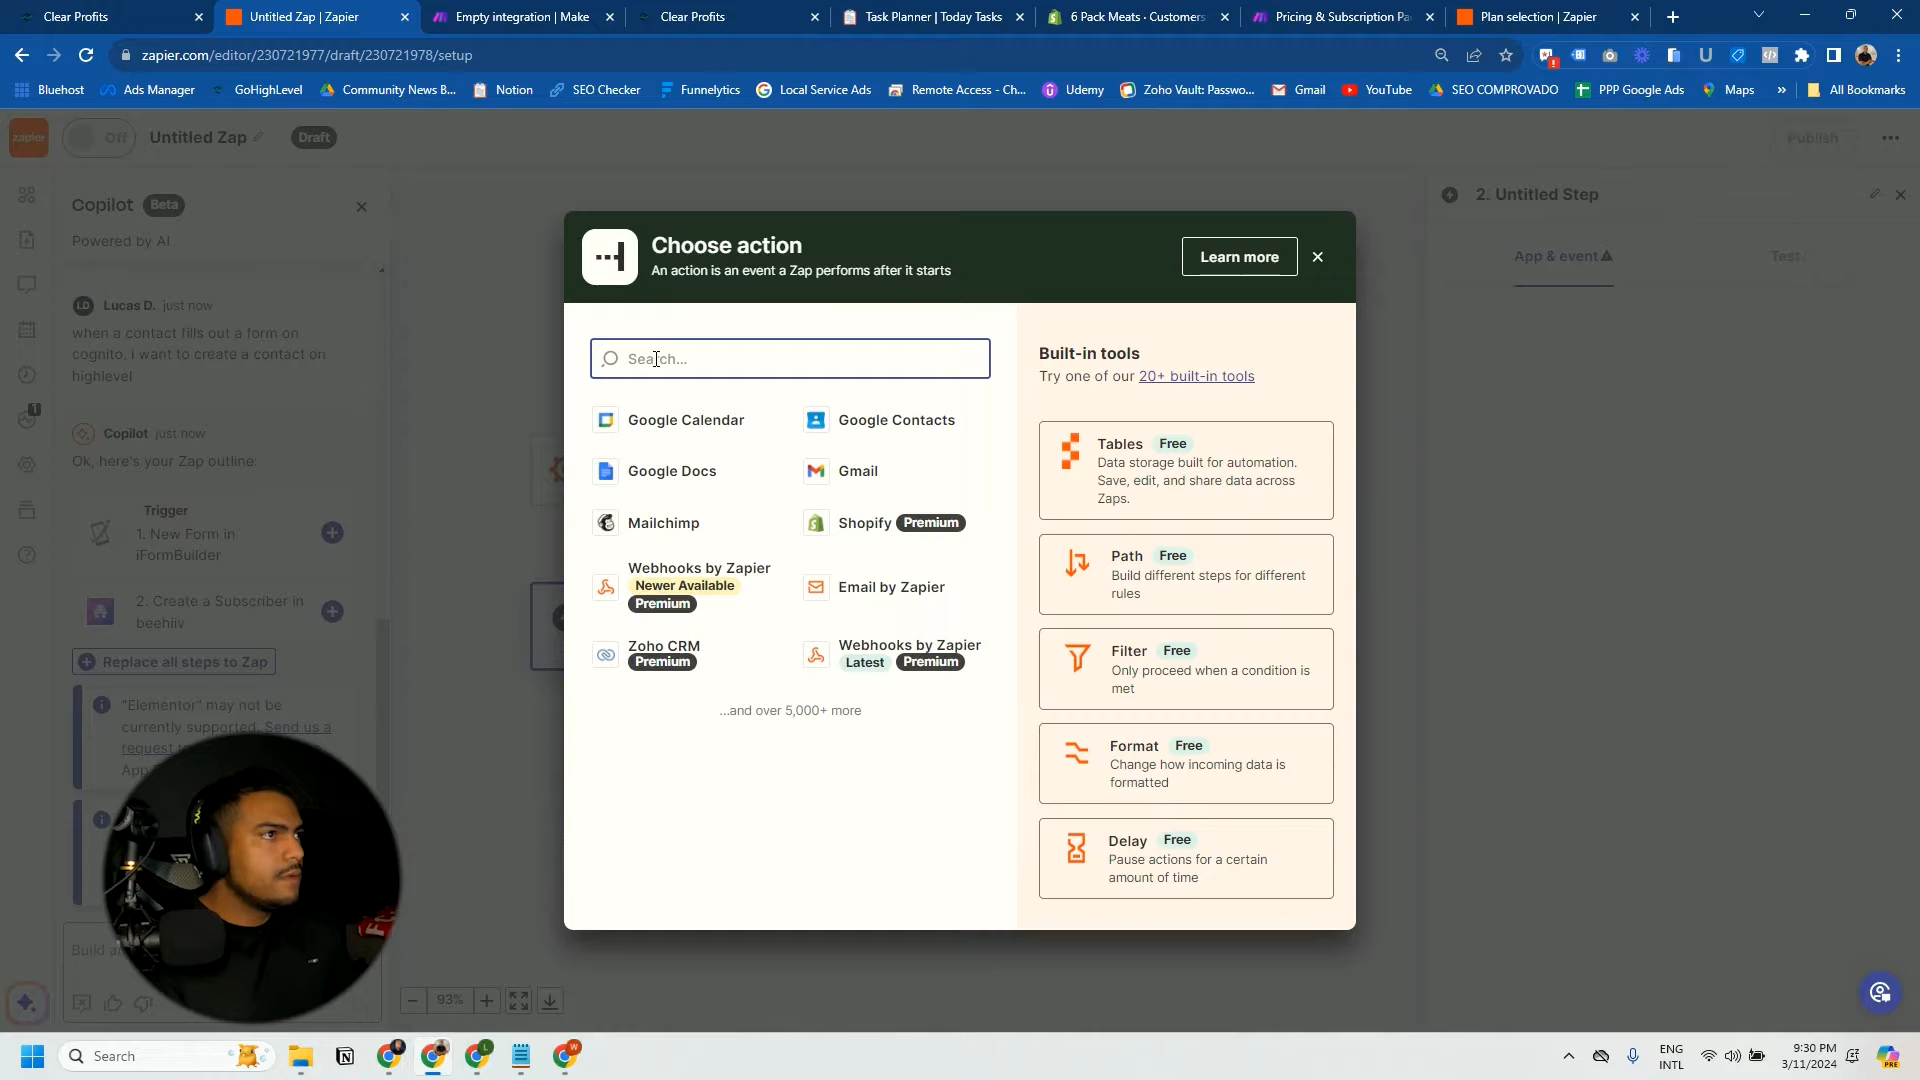 Clear Profits
Untitled Zap | Zapier
Empty integration | Make
Clear Profits
Task Planner | Today Tasks
6 Pack Meats · Customers
Pricing & Subscription Pa
Plan selection | Zapier
zapier.com/editor/230721977/draft/230721978/setup
Bluehost
Ads Manager
GoHighLevel
Community News B...
Notion
SEO Checker
Funnelytics
Local Service Ads
Remote Access - Ch...
Udemy
Zoho Vault: Passwo...
Gmail
YouTube
SEO COMPROVADO
PPP Google Ads
Maps
»
All Bookmarks
zapier
Off
Untitled Zap
Draft
Publish
Copilot Beta
Powered by AI
LD Lucas D. just now
when a contact fills out a form on
cognito, i want to create a contact on
highlevel
Copilot just now
Ok, here's your Zap outline:
Trigger
1. New Form in
iFormBuilder
2. Create a Subscriber in
beehiiv
Replace all steps to Zap
"Elementor" may not be
currently supported. Send us a
request
App
Build
1
93%
Choose action
An action is an event a Zap performs after it starts
Learn more
Search...
Google Calendar
Google Contacts
Google Docs
Gmail
Mailchimp
Shopify Premium
Webhooks by Zapier
Newer Available
Premium
Email by Zapier
Zoho CRM
Premium
Webhooks by Zapier
Latest Premium
...and over 5,000+ more
Built-in tools
Try one of our 20+ built-in tools
Tables Free
Data storage built for automation.
Save, edit, and share data across
Zaps.
Path Free
Build different steps for different
rules
Filter Free
Only proceed when a condition is
met
Format Free
Change how incoming data is
formatted
Delay Free
Pause actions for a certain
amount of time
2. Untitled Step
App & event
Test
Search
ENG
INTL
9:30 PM
3/11/2024
PRE